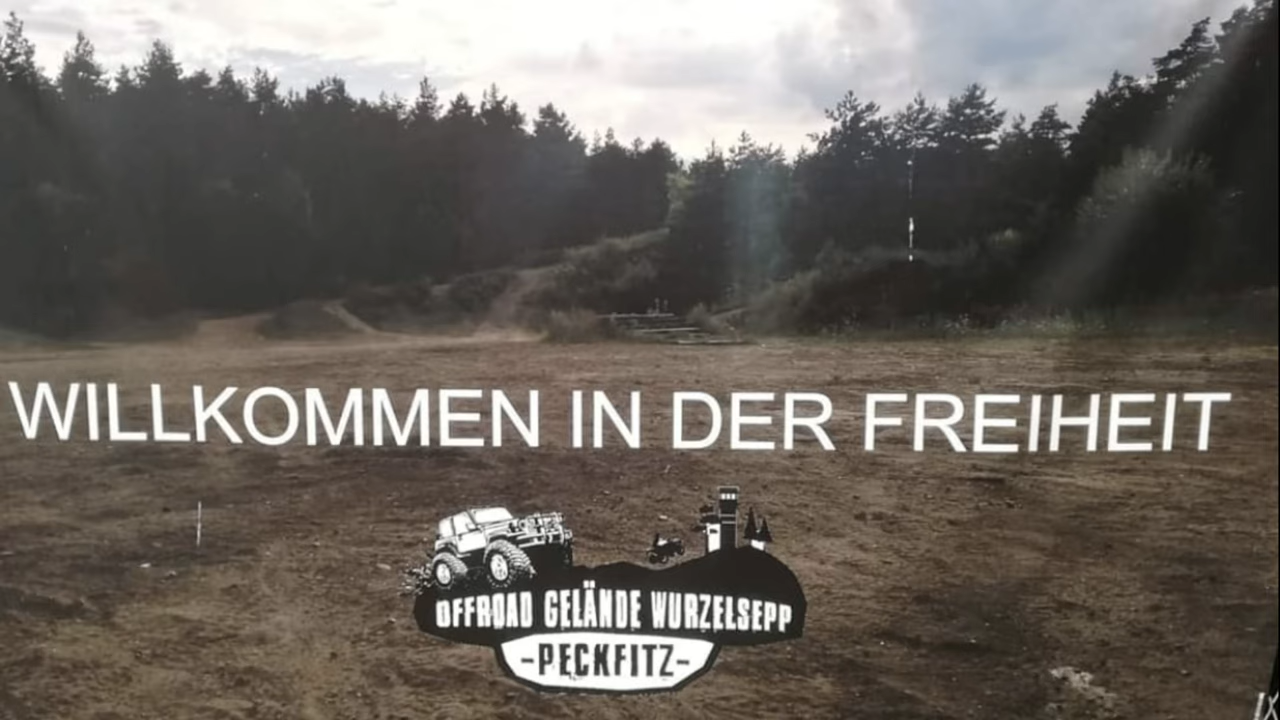 WILLKOMMEN IN DER FREIHEIT
OFFROAD GELÄNDE WURZELSEPP
-PECKFITZ-